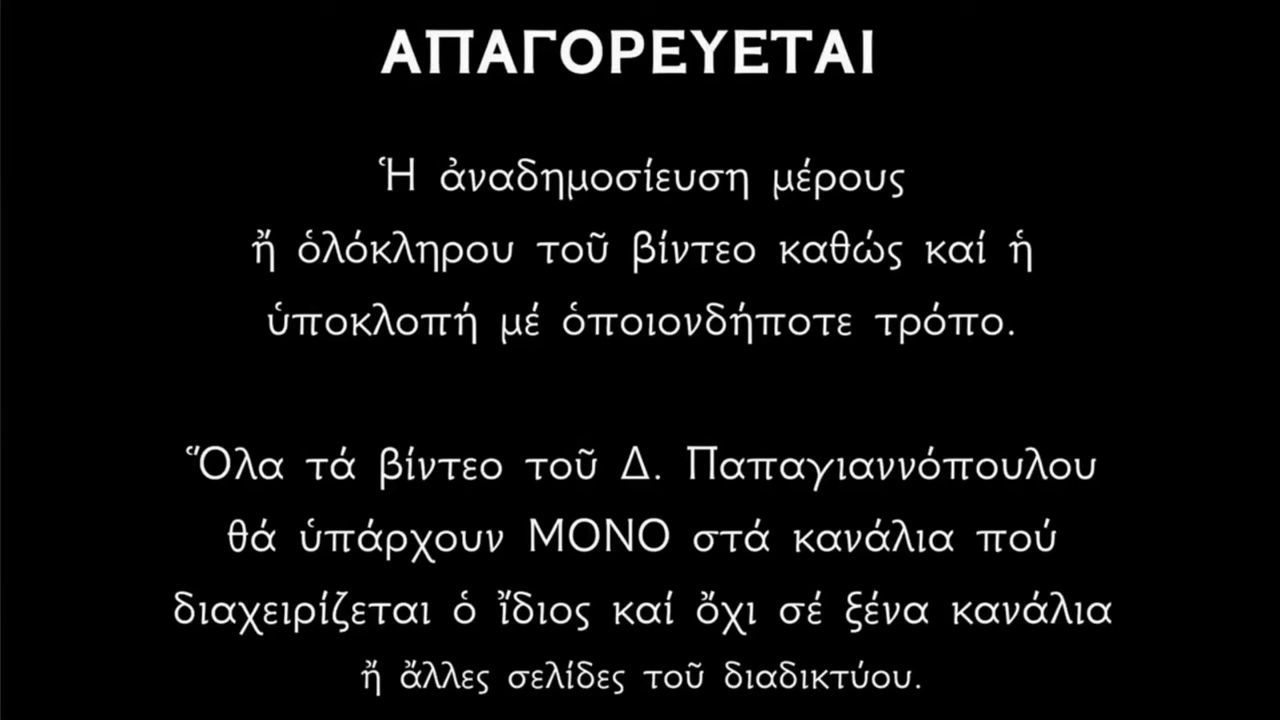 ΑΠΑΓΟΡΕΥΕΤΑΙ
Ἡ ἀναδημοσίευση μέρους
ἤ ὁλόκληρου τοῦ βίντεο καθώς καί ἡ
ὑποκλοπή μέ ὁποιονδήποτε τρόπο.
Ὅλα τά βίντεο τοῦ Δ. Παπαγιαννόπουλου
θά ὑπάρχουν ΜΟΝΟ στά κανάλια πού
διαχειρίζεται ὁ ἴδιος καί ὄχι σέ ξένα κανάλια
ἤ ἄλλες σελίδες τοῦ διαδικτύου.